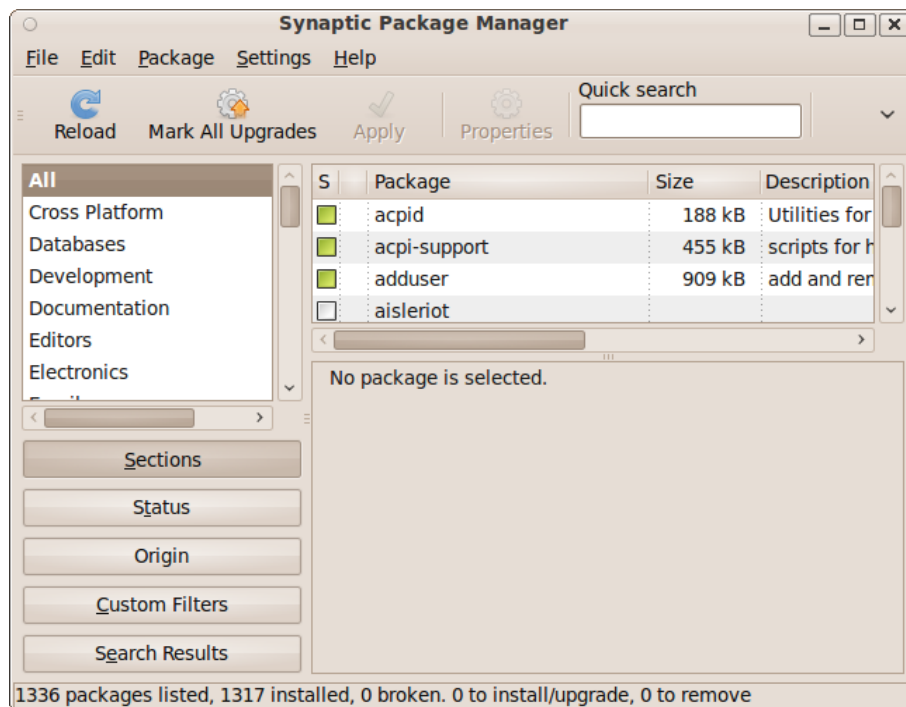 Synaptic Package Manager
File Edit Package Settings Help
Quick search
Reload Mark All Upgrades Apply Properties
All
Cross Platform
Databases
Development
Documentation
Editors
Electronics
S Package Size Description
acpid 188 kB Utilities for
acpi-support 455 kB scripts for h
adduser 909 kB add and rem
aisleriot
No package is selected.
Sections
Status
Origin
Custom Filters
Search Results
1336 packages listed, 1317 installed, 0 broken. 0 to install/upgrade, 0 to remove